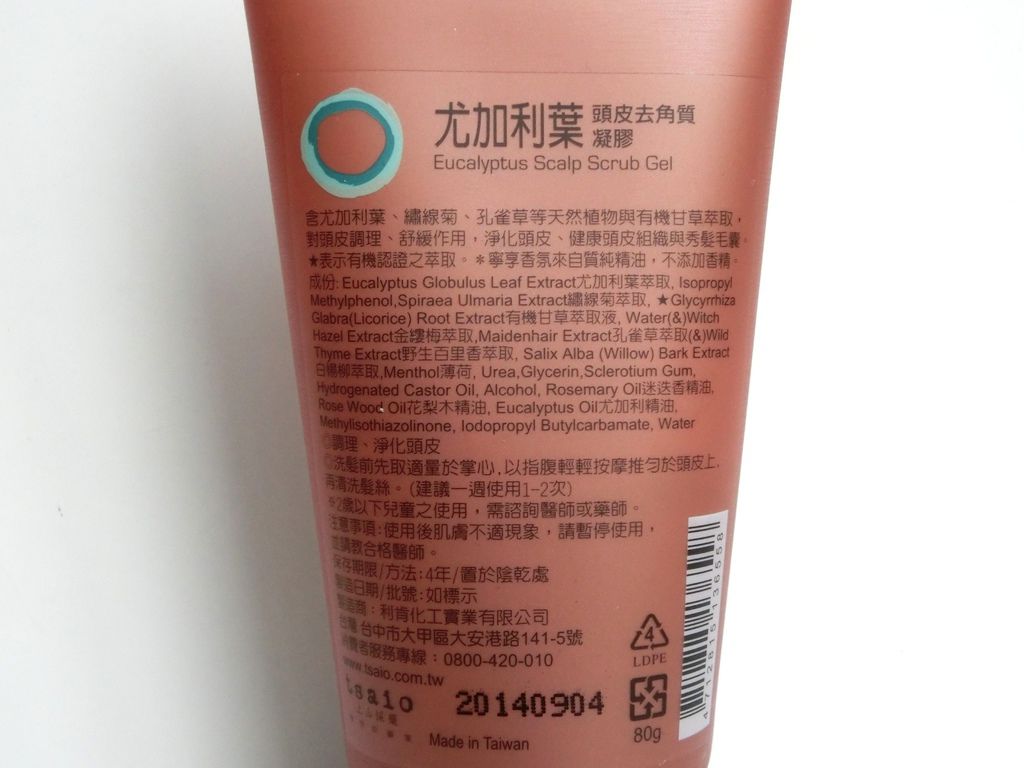 尤加利葉 頭皮去角質
凝膠
Eucalyptus Scalp Scrub Gel
含尤加利葉、繡線菊、孔雀草等天然植物與有機甘草萃取，
對頭皮調理、舒緩作用，淨化頭皮、健康頭皮組織與秀髮毛囊。
★表示有機認證之萃取。＊寧享香氛來自質純精油，不添加香精。
成份: Eucalyptus Globulus Leaf Extract尤加利葉萃取, Isopropyl
Methylphenol,Spiraea Ulmaria Extract繡線菊萃取, ★Glycyrrhiza
Glabra(Licorice) Root Extract有機甘草萃取液, Water(&)Witch
Hazel Extract金縷梅萃取,Maidenhair Extract孔雀草萃取(&)Wild
Thyme Extract野生百里香萃取, Salix Alba (Willow) Bark Extract
白楊柳萃取,Menthol薄荷, Urea,Glycerin,Sclerotium Gum,
Hydrogenated Castor Oil, Alcohol, Rosemary Oil迷迭香精油,
Rose Wood Oil花梨木精油, Eucalyptus Oil尤加利精油,
Methylisothiazolinone, Iodopropyl Butylcarbamate, Water
◎調理、淨化頭皮
◎洗髮前先取適量於掌心,以指腹輕輕按摩推勻於頭皮上,
再清洗髮絲。(建議一週使用1-2次)
※2歲以下兒童之使用，需諮詢醫師或藥師。
注意事項:使用後肌膚不適現象，請暫停使用，
並請教合格醫師。
保存期限/方法:4年/置於陰乾處
製造日期/批號:如標示
製造商：利肯化工實業有限公司
台灣 台中市大甲區大安港路141-5號
消費者服務專線：0800-420-010
www.tsaio.com.tw
tsaio
20140904
Made in Taiwan
4
LDPE
80g
4712815136558